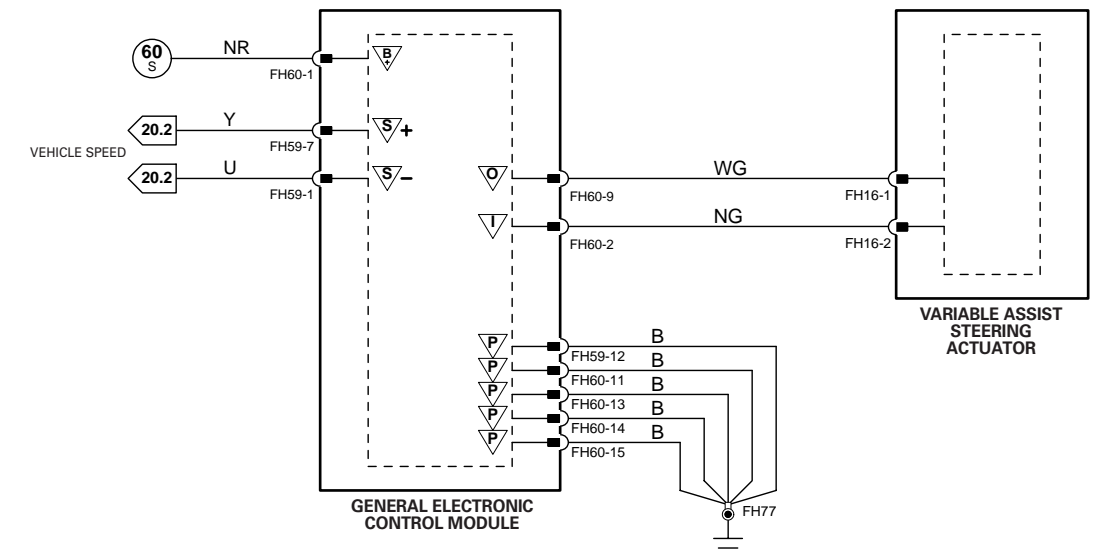 60
S
NR
FH60-1
B
+
20.2
Y
FH59-7
S
+
VEHICLE SPEED
20.2
U
FH59-1
S
–
O
FH60-9
WG
FH16-1
I
FH60-2
NG
FH16-2
VARIABLE ASSIST
STEERING
ACTUATOR
P
FH59-12
B
P
FH60-11
B
P
FH60-13
B
P
FH60-14
B
P
FH60-15
B
FH77
GENERAL ELECTRONIC
CONTROL MODULE